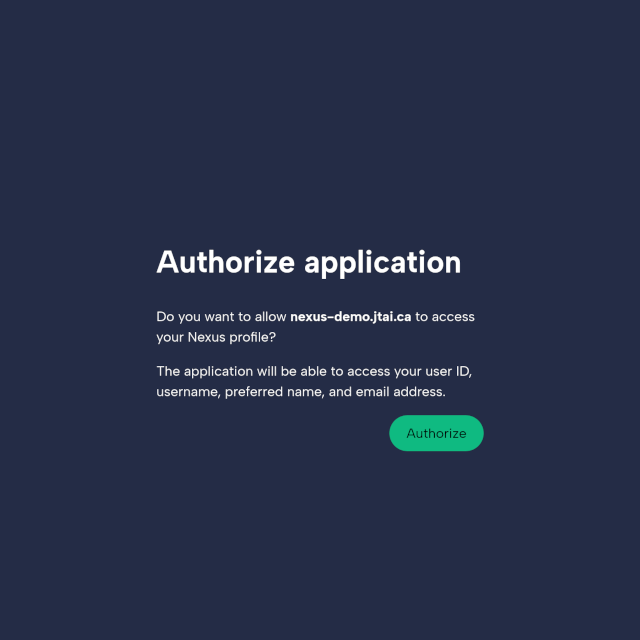 Authorize application
Do you want to allow nexus-demo.jtai.ca to access
your Nexus profile?
The application will be able to access your user ID,
username, preferred name, and email address.
Authorize